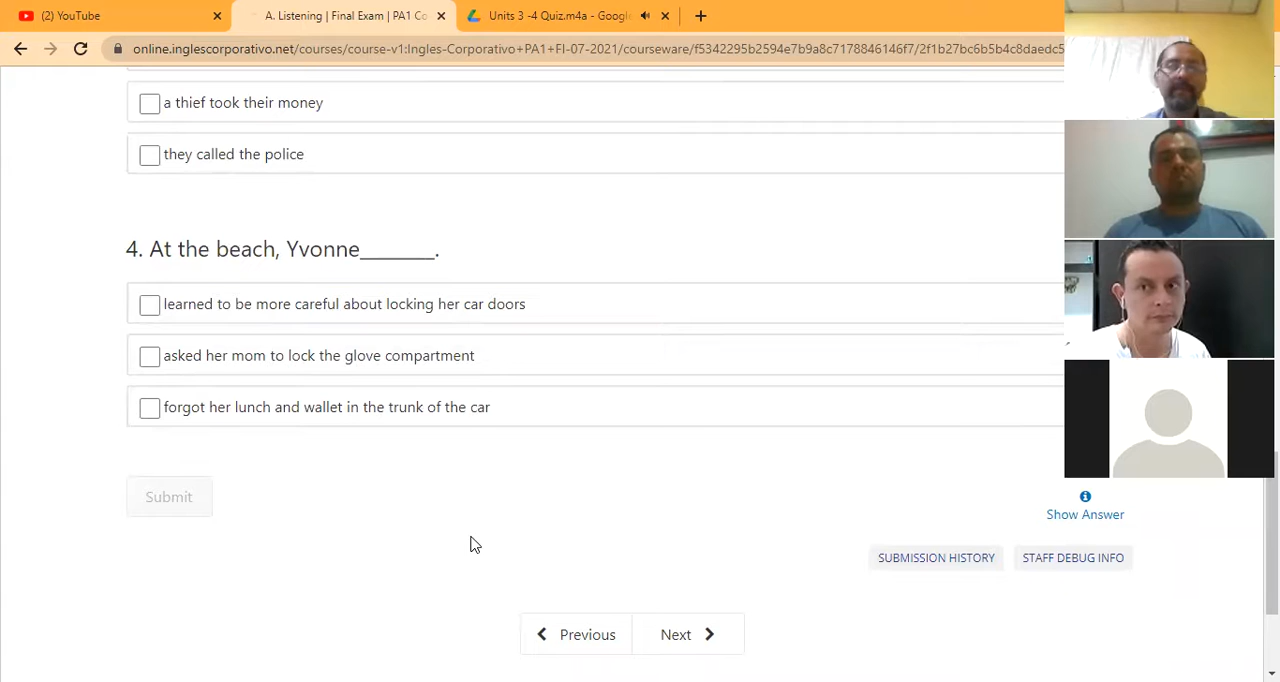 (2) YouTube
A. Listening | Final Exam | PA1 Co
Units 3 -4 Quiz.m4a - Google
online.inglescorporativo.net/courses/course-v1:Ingles-Corporativo+PA1+FI-07-2021/courseware/f5342295b2594e7b9a8c7178846146f7/2f1b27bc6b5b4c8daedc5
a thief took their money
they called the police
4. At the beach, Yvonne_______.
learned to be more careful about locking her car doors
asked her mom to lock the glove compartment
forgot her lunch and wallet in the trunk of the car
Submit
Show Answer
SUBMISSION HISTORY
STAFF DEBUG INFO
Previous
Next